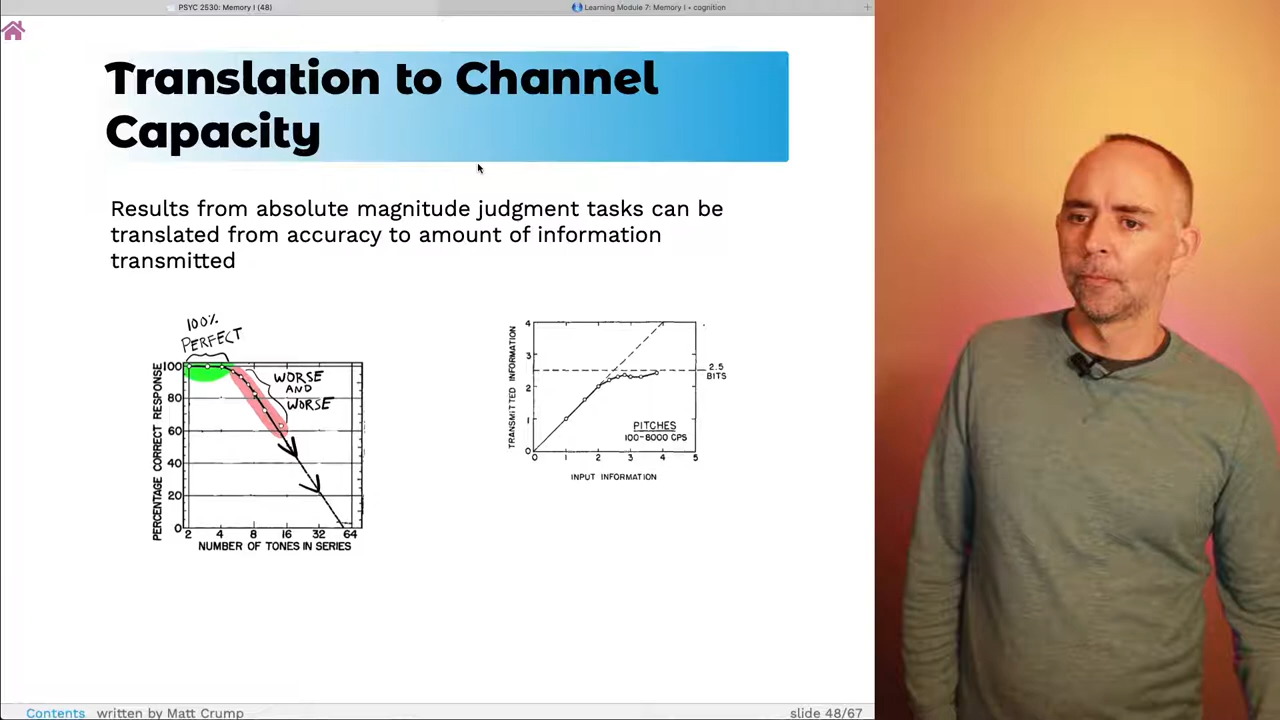 PSYC 2530: Memory I (48)
Learning Module 7: Memory I • cognition
Translation to Channel
Capacity
Results from absolute magnitude judgment tasks can be
translated from accuracy to amount of information
transmitted
100%
PERFECT
WORSE
AND
WORSE
PERCENTAGE CORRECT RESPONSE
100
80
60
40
20
0
2 4 8 16 32 64
NUMBER OF TONES IN SERIES
TRANSMITTED INFORMATION
4
3
2
1
0
2.5
BITS
PITCHES
100-8000 CPS
0 1 2 3 4 5
INPUT INFORMATION
Contents written by Matt Crump
slide 48/67